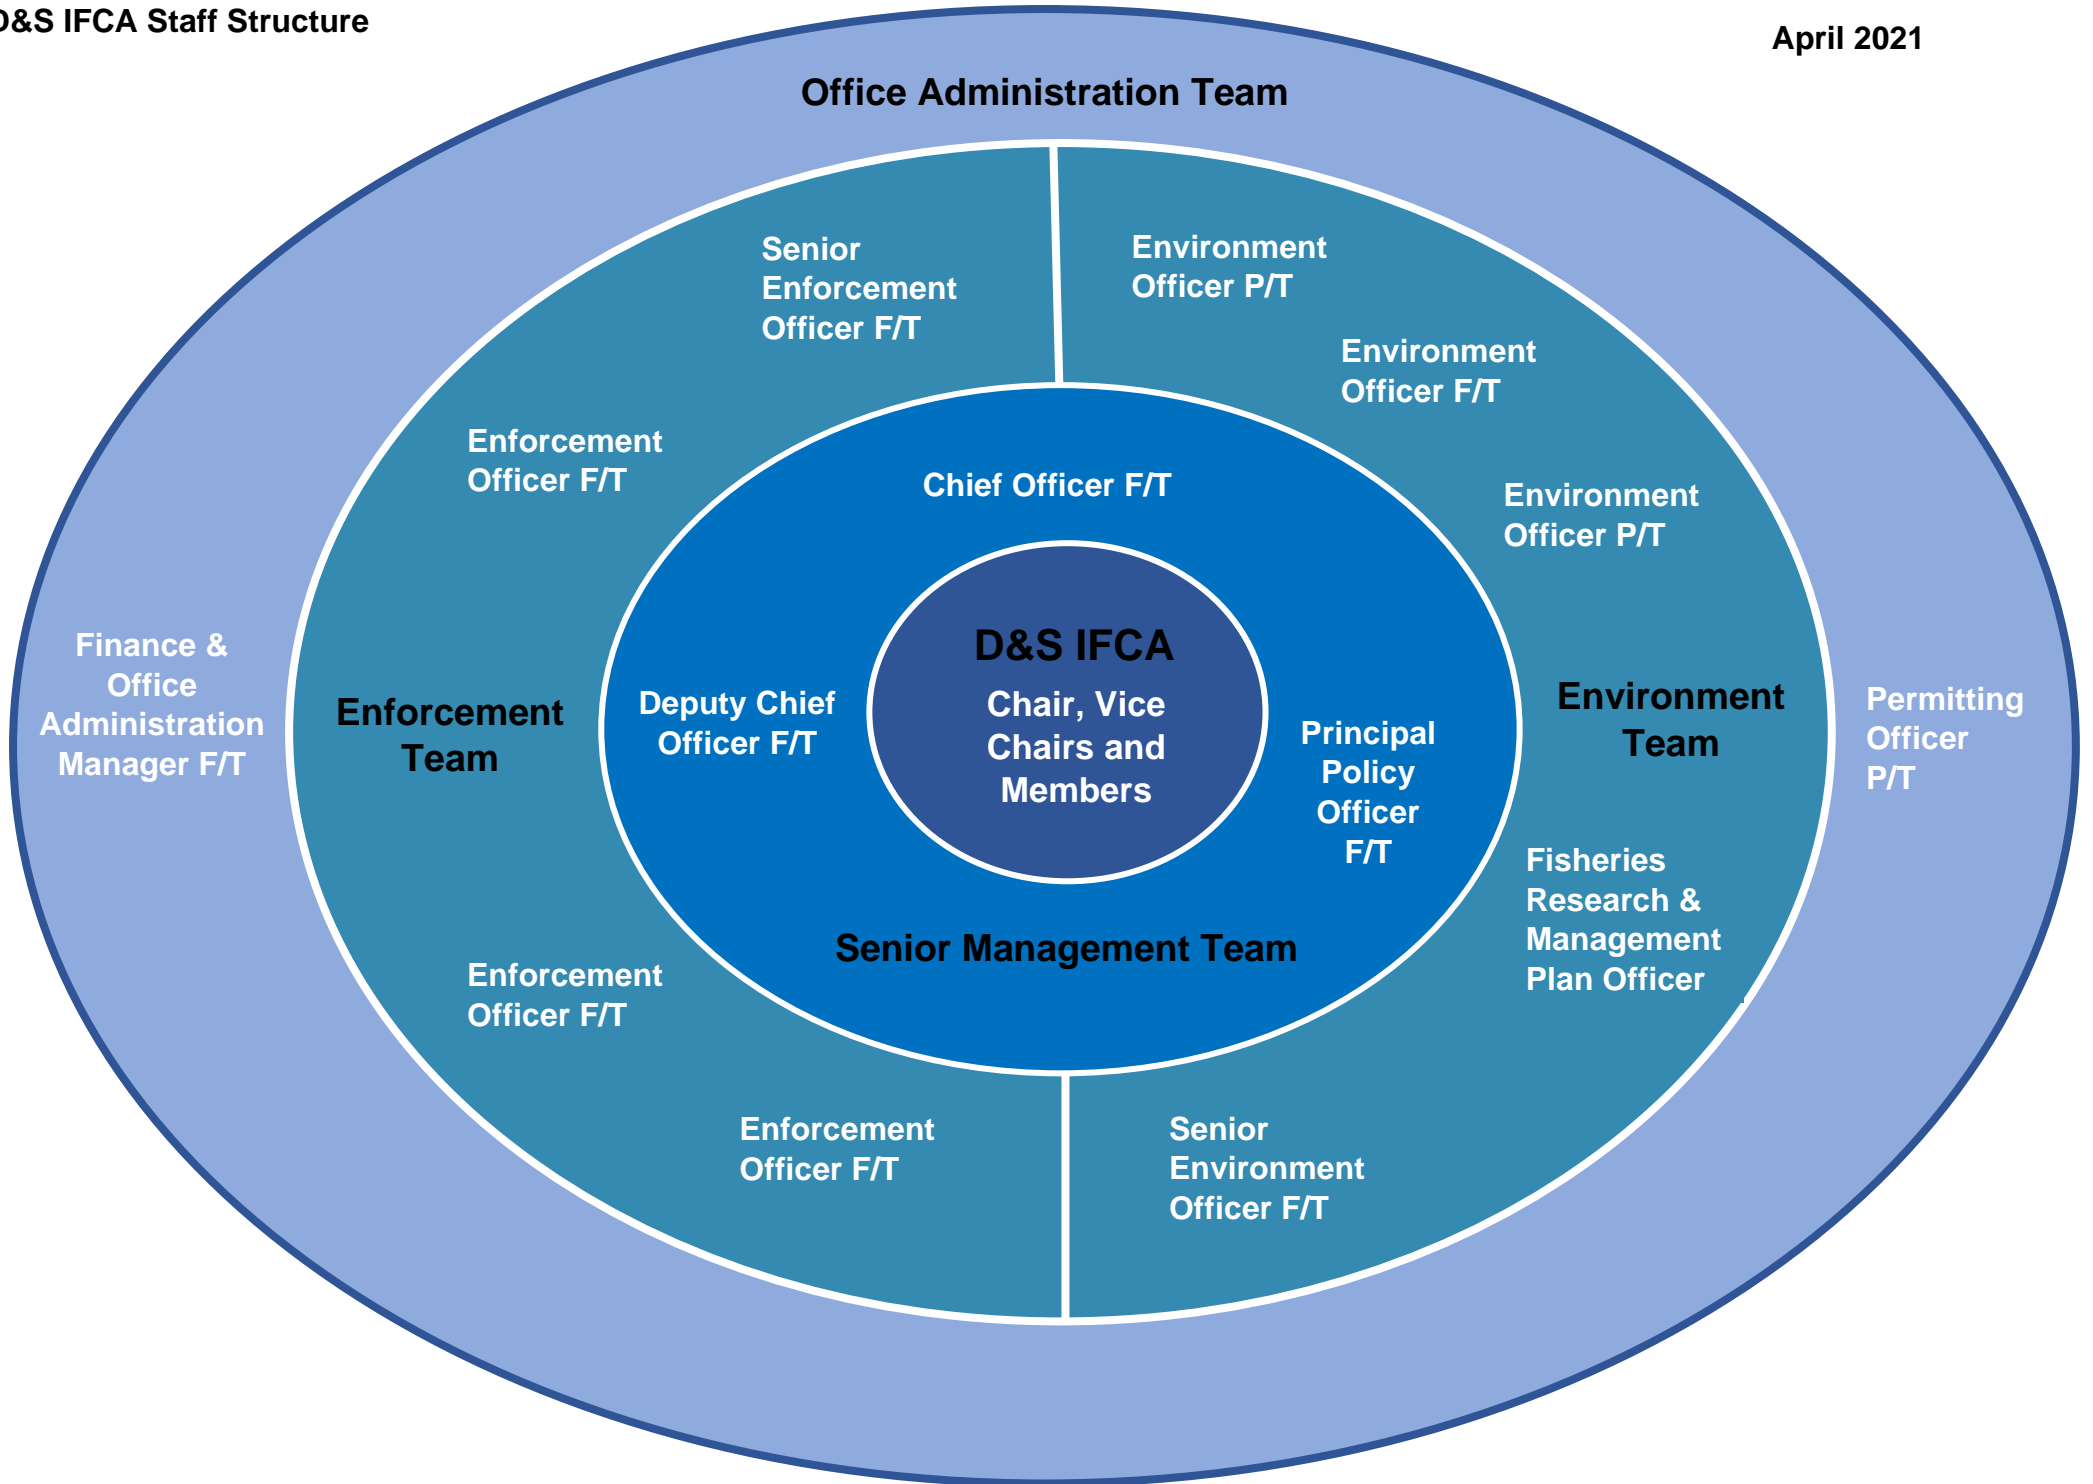 D&S IFCA Staff Structure
April 2021
Office Administration Team
Senior
Enforcement
Officer F/T
Environment
Officer P/T
Environment
Officer F/T
Enforcement
Officer F/T
Chief Officer F/T
Environment
Officer P/T
Finance &
Office
Administration
Manager F/T
Enforcement
Team
Deputy Chief
Officer F/T
D&S IFCA
Chair, Vice
Chairs and
Members
Principal
Policy
Officer
F/T
Environment
Team
Permitting
Officer
P/T
Fisheries
Research &
Management
Plan Officer
Senior Management Team
Enforcement
Officer F/T
Enforcement
Officer F/T
Senior
Environment
Officer F/T